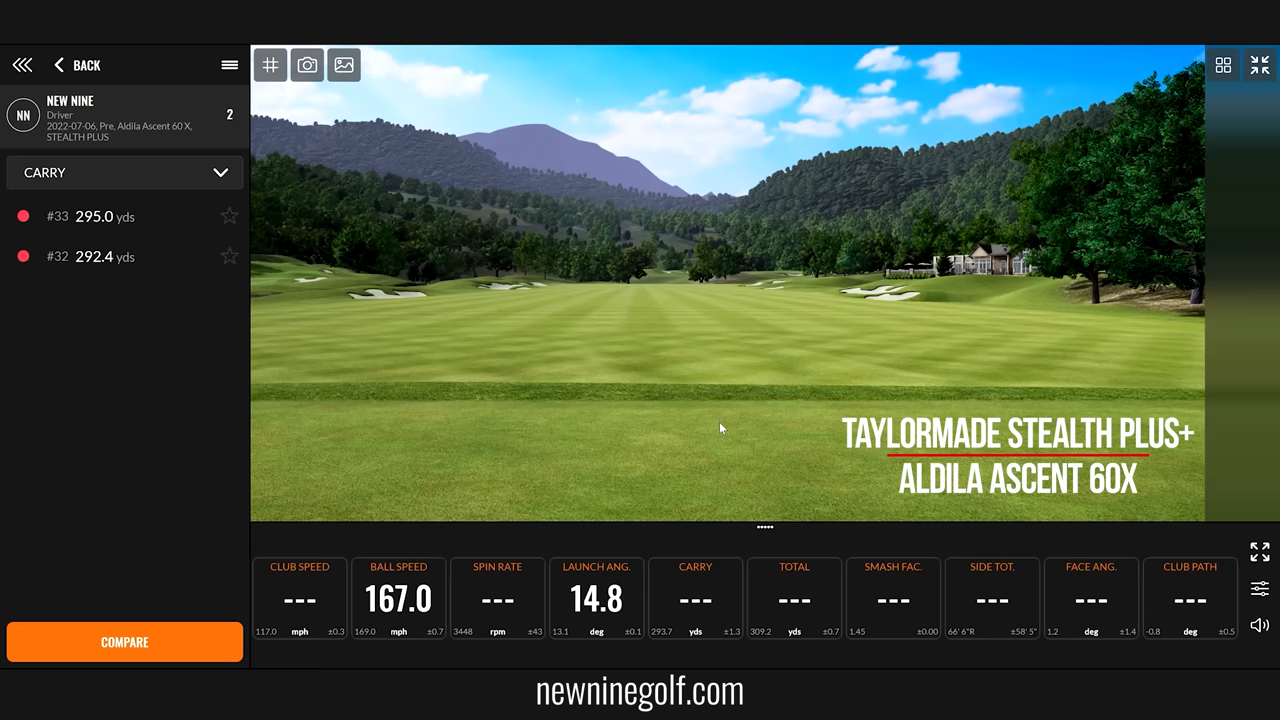 BACK
NN
NEW NINE
2
Driver
2022-07-06, Pre, Aldila Ascent 60 X,
STEALTH PLUS
CARRY
#33 295.0 yds
#32 292.4 yds
COMPARE
TAYLORMADE STEALTH PLUS+
ALDILA ASCENT 60X
CLUB SPEED
---
117.0 mph ±0.3
BALL SPEED
167.0
169.0 mph ±0.7
SPIN RATE
---
3448 rpm ±43
LAUNCH ANG.
14.8
13.1 deg ±0.1
CARRY
---
293.7 yds ±1.3
TOTAL
---
309.2 yds ±0.7
SMASH FAC.
---
1.45 ±0.00
SIDE TOT.
---
66' 6"R ±58' 5"
FACE ANG.
---
1.2 deg ±1.4
CLUB PATH
---
-0.8 deg ±0.5
newninegolf.com